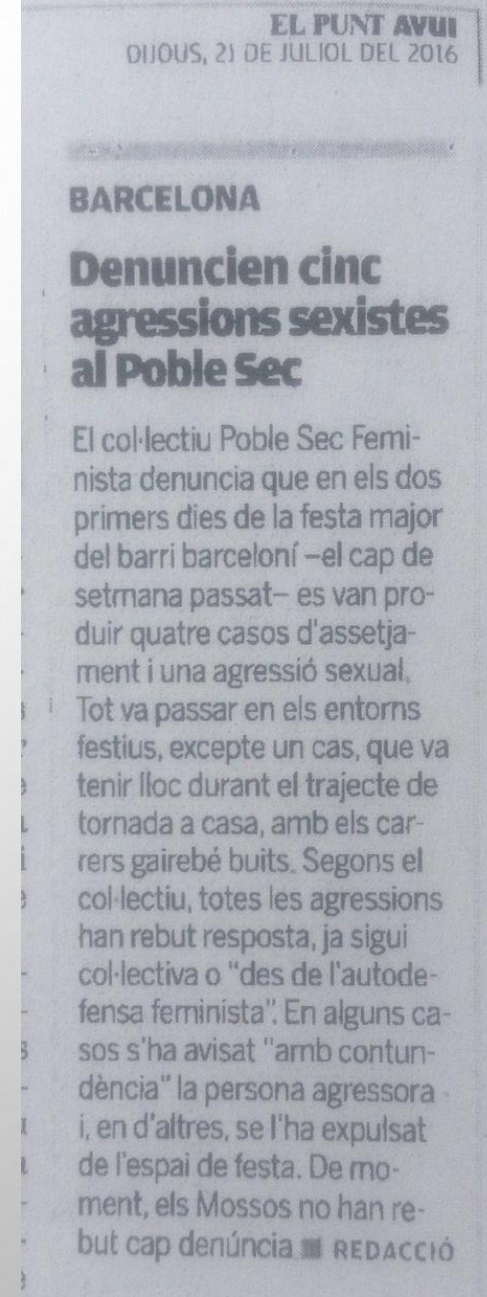 EL PUNT AVUI
DIJOUS, 21 DE JULIOL DEL 2016
BARCELONA
Denuncien cinc
agressions sexistes
al Poble Sec
El col·lectiu Poble Sec Femi-
nista denuncia que en els dos
primers dies de la festa major
del barri barceloní –el cap de
setmana passat– es van pro-
duir quatre casos d'assetja-
ment i una agressió sexual.
Tot va passar en els entorns
festius, excepte un cas, que va
tenir lloc durant el trajecte de
tornada a casa, amb els car-
rers gairebé buits. Segons el
col·lectiu, totes les agressions
han rebut resposta, ja sigui
col·lectiva o "des de l'autode-
fensa feminista". En alguns ca-
sos s'ha avisat "amb contun-
dència" la persona agressora
i, en d'altres, se l'ha expulsat
de l'espai de festa. De mo-
ment, els Mossos no han re-
but cap denúncia. ■ REDACCIÓ